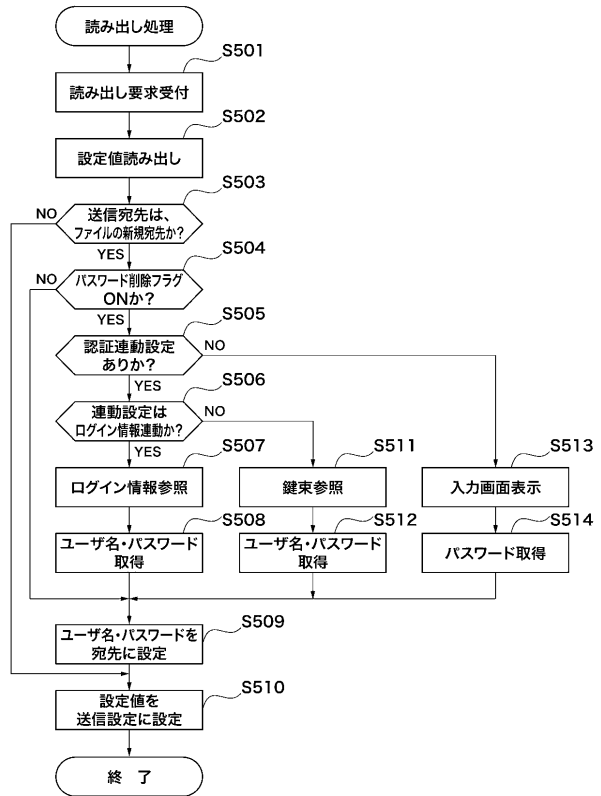 読み出し処理
S501
読み出し要求受付
S502
設定値読み出し
S503
送信宛先は、
ファイルの新規宛先か?
NO
YES
S504
パスワード削除フラグ
ONか?
NO
YES
S505
認証連動設定
ありか?
NO
YES
S506
連動設定は
ログイン情報連動か?
NO
YES
S507
ログイン情報参照
S511
鍵束参照
S513
入力画面表示
S508
ユーザ名・パスワード
取得
S512
ユーザ名・パスワード
取得
S514
パスワード取得
S509
ユーザ名・パスワードを
宛先に設定
S510
設定値を
送信設定に設定
終 了